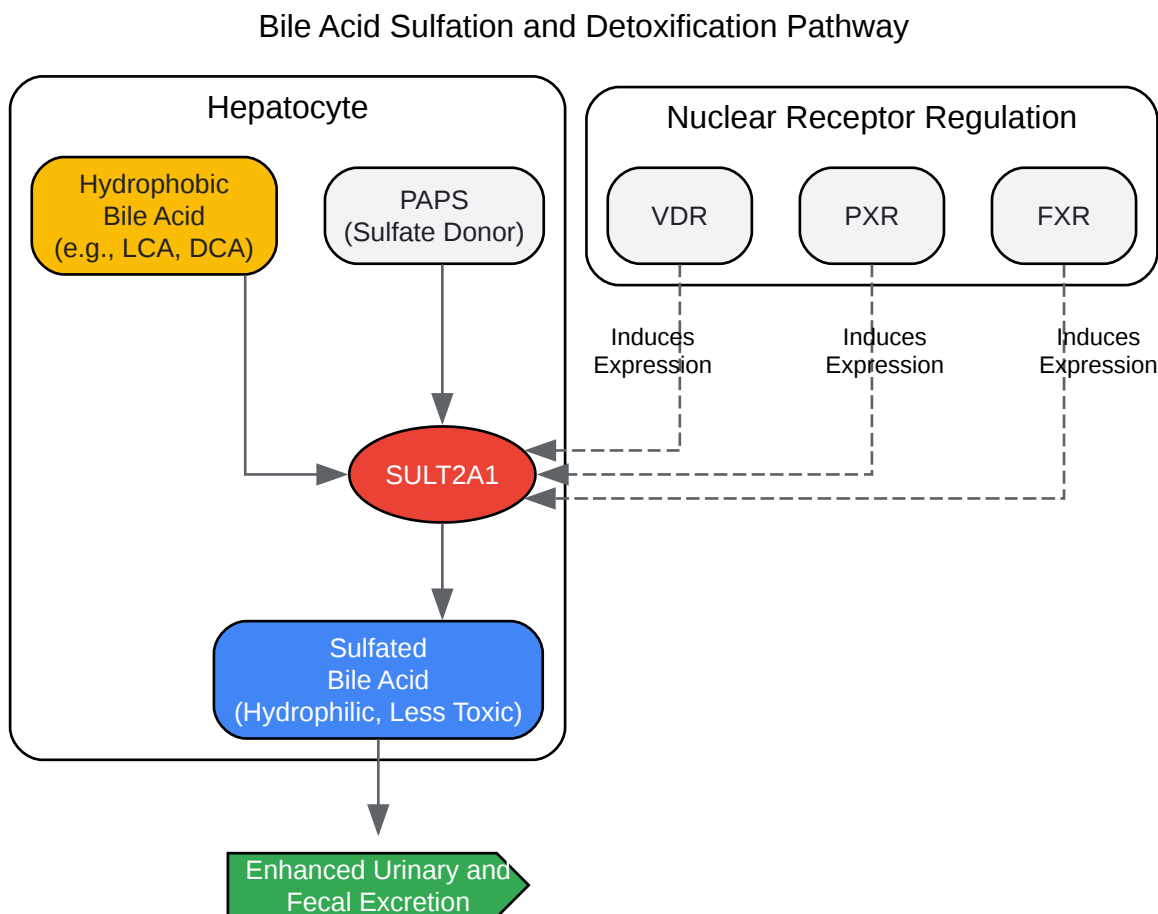 Bile Acid Sulfation and Detoxification Pathway
Hepatocyte
Hydrophobic
Bile Acid
(e.g., LCA, DCA)
PAPS
(Sulfate Donor)
Nuclear Receptor Regulation
VDR
PXR
FXR
Induces
Expression
Induces
Expression
Induces
Expression
SULT2A1
Sulfated
Bile Acid
(Hydrophilic, Less Toxic)
Enhanced Urinary and
Fecal Excretion